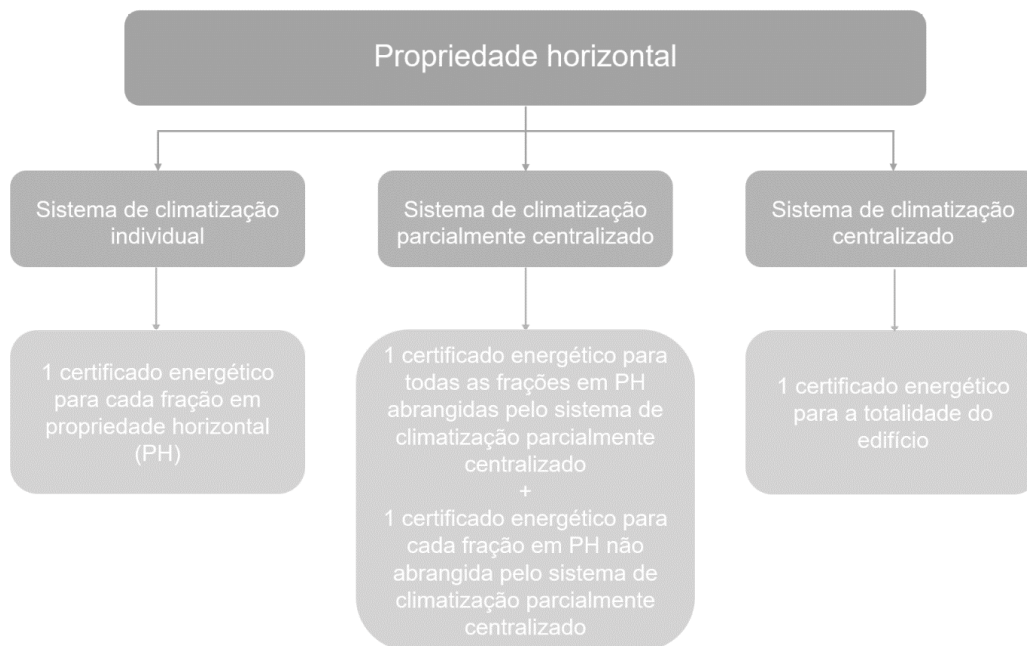 Propriedade horizontal
Sistema de climatização
individual
Sistema de climatização
parcialmente centralizado
Sistema de climatização
centralizado
1 certificado energético
para cada fração em
propriedade horizontal
(PH)
1 certificado energético para
todas as frações em PH
abrangidas pelo sistema de
climatização parcialmente
centralizado
+
1 certificado energético para
cada fração em PH não
abrangida pelo sistema de
climatização parcialmente
centralizado
1 certificado energético
para a totalidade do
edifício